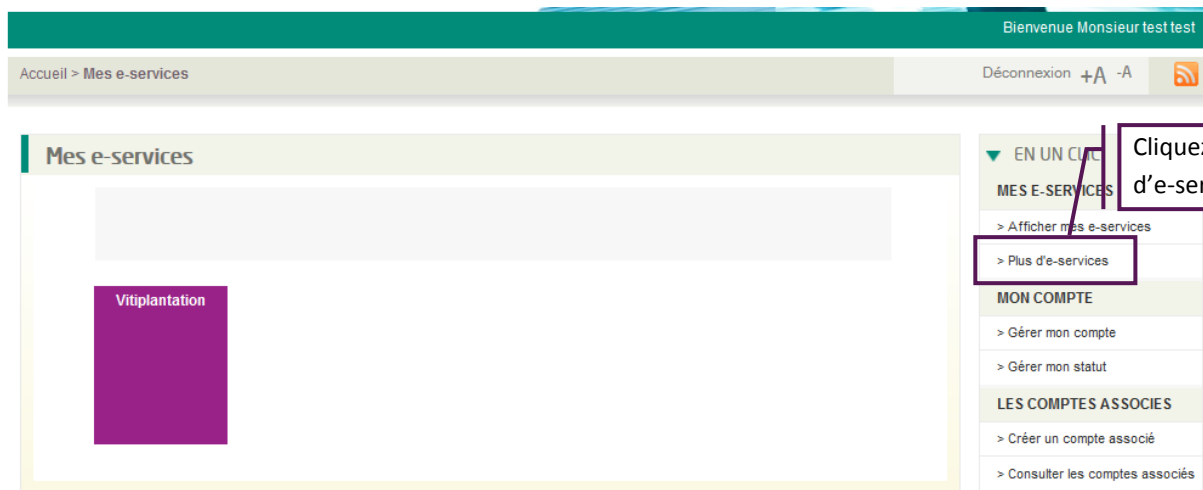 Bienvenue Monsieur test test
Accueil > Mes e-services
Déconnexion +A -A
Mes e-services
Vitiplantation
EN UN CLIC
Cliquez
d'e-ser
MES E-SERVICES
> Afficher mes e-services
> Plus d'e-services
MON COMPTE
> Gérer mon compte
> Gérer mon statut
LES COMPTES ASSOCIES
> Créer un compte associé
> Consulter les comptes associés